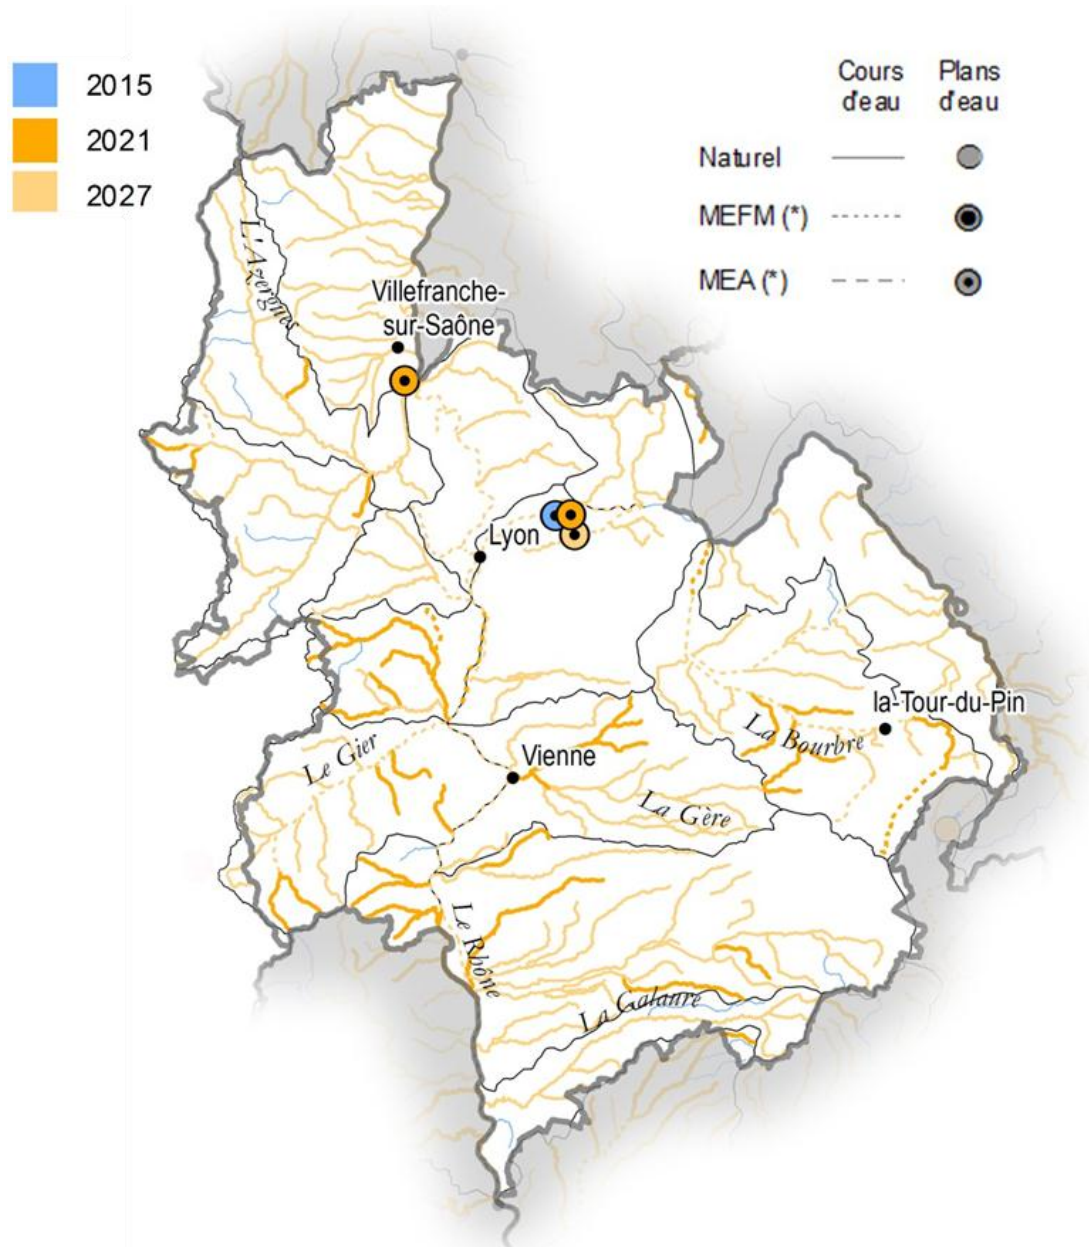 2015
2021
2027
Cours
d'eau
Plans
d'eau
Naturel
MEFM (*)
MEA (*)
L'Azergues
Villefranche-
sur-Saône
Lyon
la-Tour-du-Pin
La Bourbre
Le Gier
Vienne
La Gère
Le Rhône
La Galaure